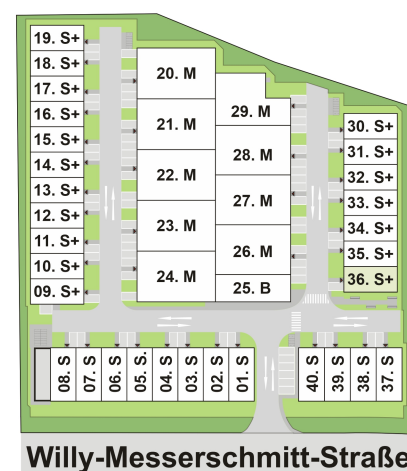 19. S+
18. S+
17. S+
16. S+
15. S+
14. S+
13. S+
12. S+
11. S+
10. S+
09. S+
20. M
21. M
22. M
23. M
24. M
29. M
28. M
27. M
26. M
25. B
30. S+
31. S+
32. S+
33. S+
34. S+
35. S+
36. S+
08. S
07. S
06. S
05. S.
04. S
03. S
02. S
01. S
40. S
39. S
38. S
37. S
Willy-Messerschmitt-Straße